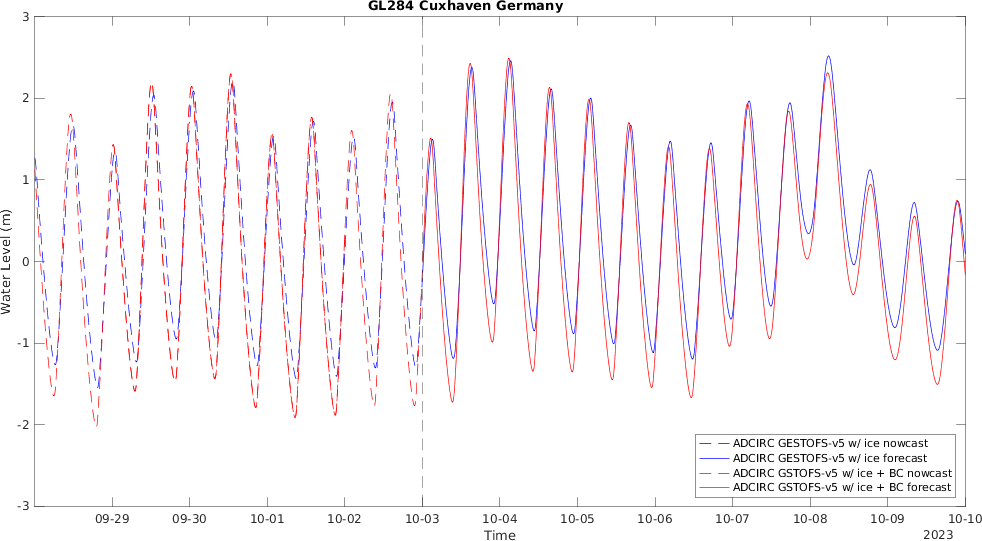 GL284 Cuxhaven Germany
3
2
1
0
-1
-2
-3
Water Level (m)
ADCIRC GESTOFS-v5 w/ ice nowcast
ADCIRC GESTOFS-v5 w/ ice forecast
ADCIRC GSTOFS-v5 w/ ice + BC nowcast
ADCIRC GSTOFS-v5 w/ ice + BC forecast
09-29 09-30 10-01 10-02 10-03 10-04 10-05 10-06 10-07 10-08 10-09 10-10
Time
2023